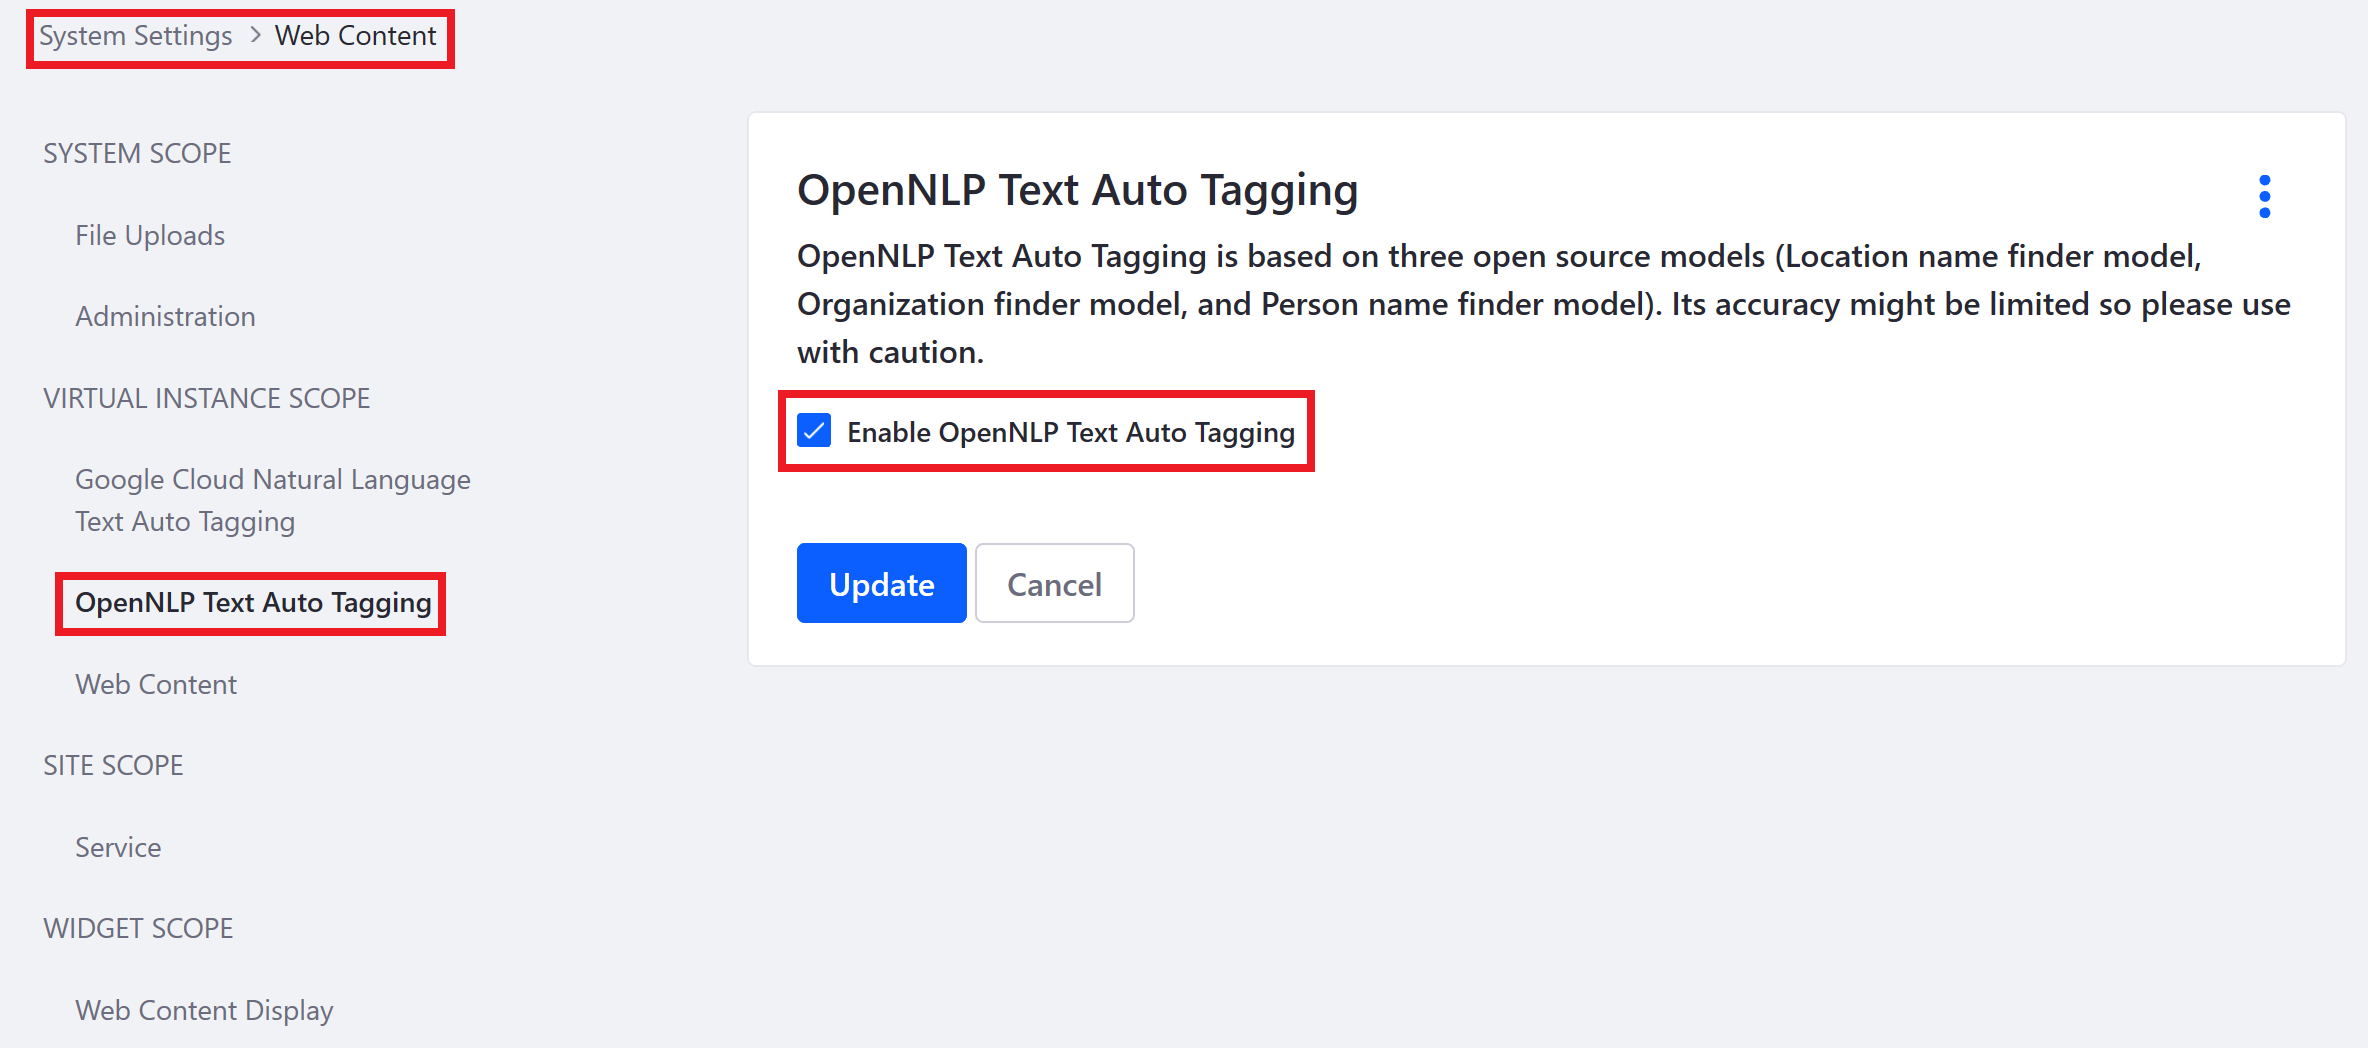 System Settings > Web Content
SYSTEM SCOPE
File Uploads
Administration
VIRTUAL INSTANCE SCOPE
Google Cloud Natural Language
Text Auto Tagging
OpenNLP Text Auto Tagging
Web Content
SITE SCOPE
Service
WIDGET SCOPE
Web Content Display
OpenNLP Text Auto Tagging
OpenNLP Text Auto Tagging is based on three open source models (Location name finder model,
Organization finder model, and Person name finder model). Its accuracy might be limited so please use
with caution.
Enable OpenNLP Text Auto Tagging
Update Cancel